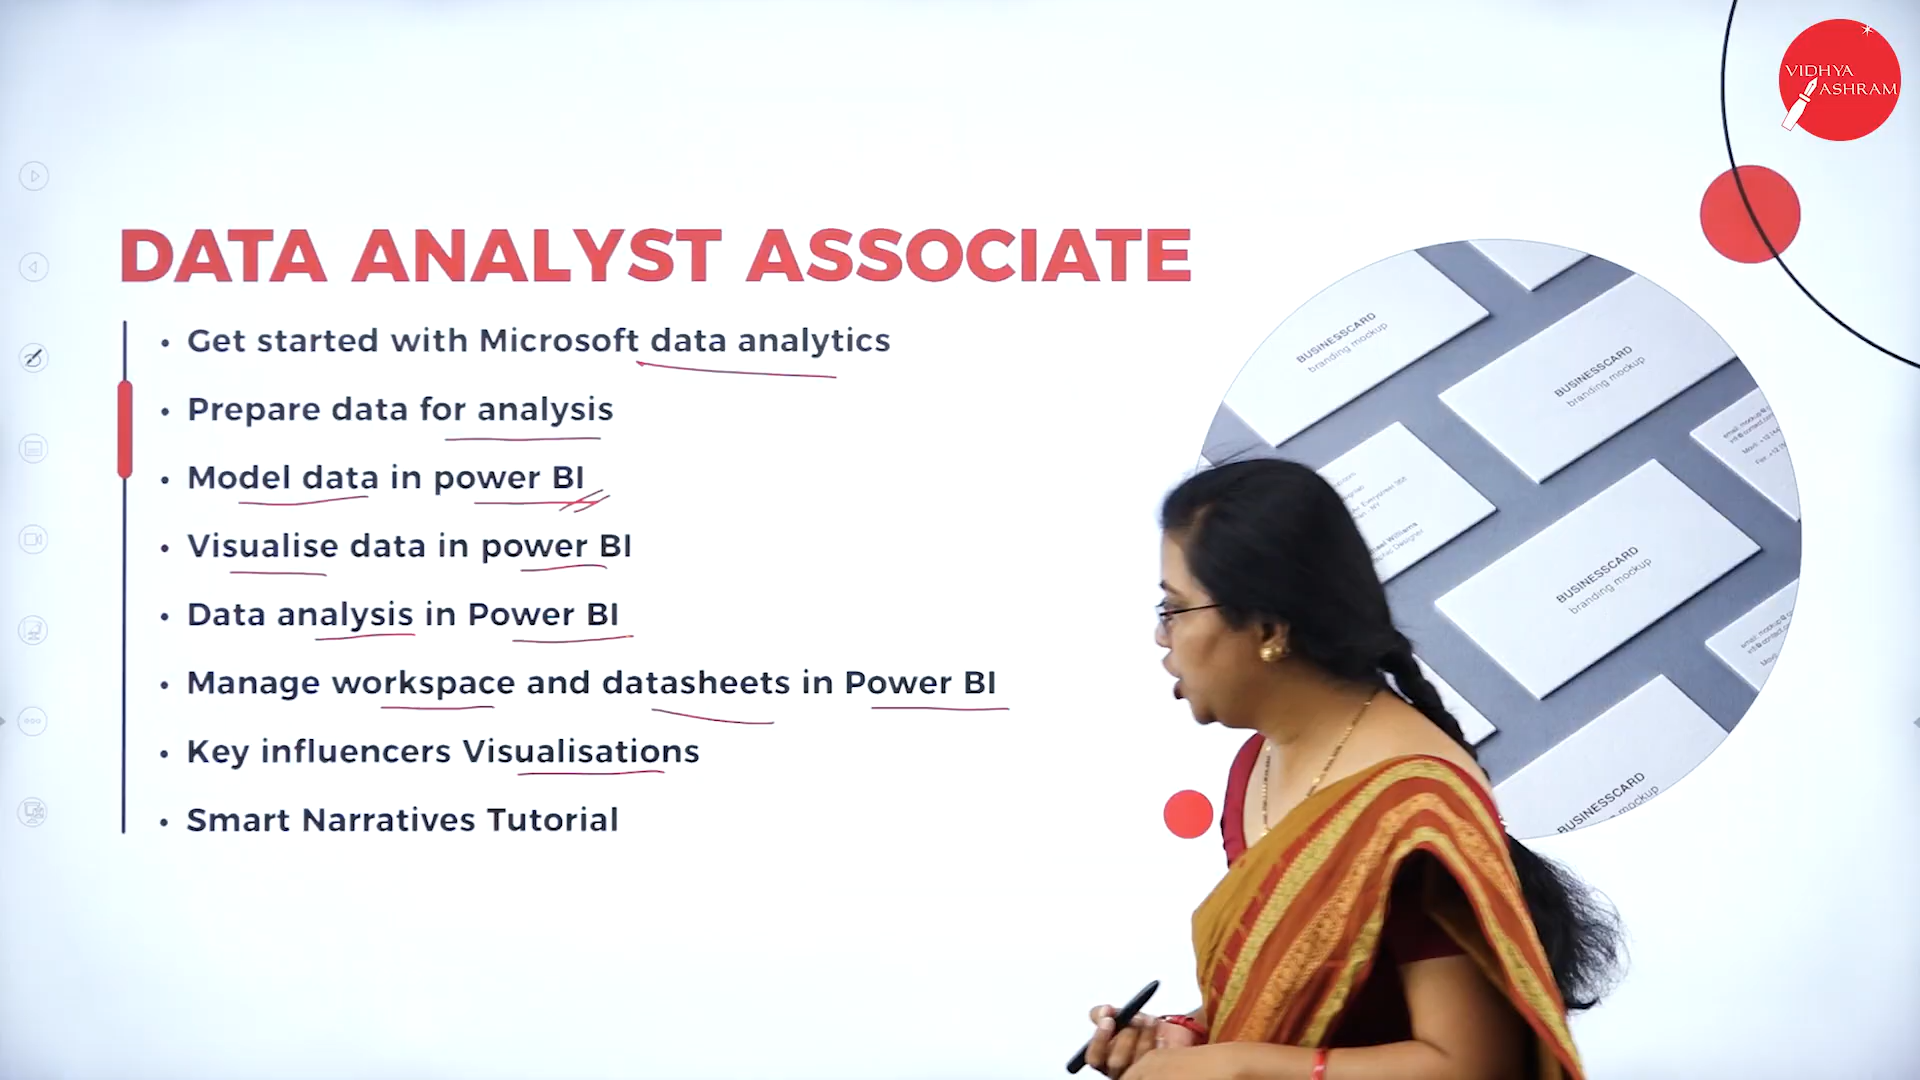 VIDHYA
ASHRAM
DATA ANALYST ASSOCIATE
• Get started with Microsoft data analytics
• Prepare data for analysis
• Model data in power BI
• Visualise data in power BI
• Data analysis in Power BI
• Manage workspace and datasheets in Power BI
• Key influencers Visualisations
• Smart Narratives Tutorial
BUSINESSCARD
branding mockup
BUSINESSCARD
branding mockup
BUSINESSCARD
branding mockup
BUSINESSCARD
mockup